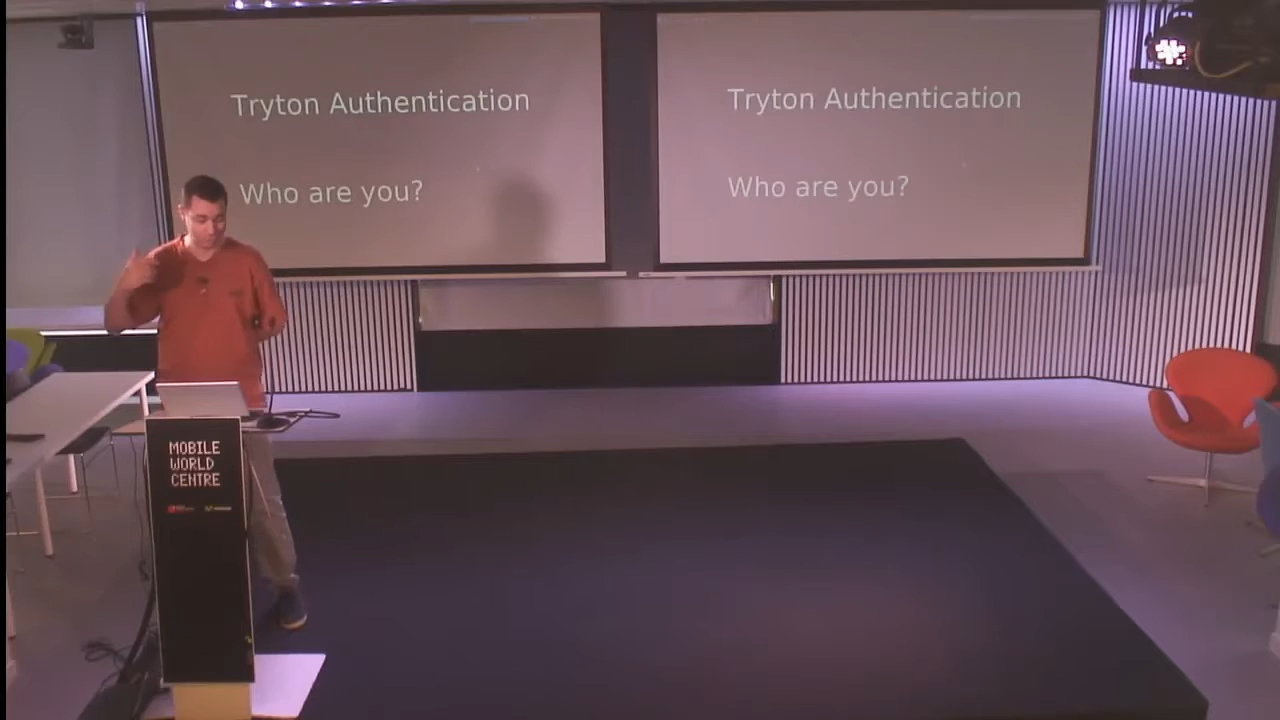 Tryton Authentication
Who are you?
Tryton Authentication
Who are you?
MOBILE
WORLD
CENTRE